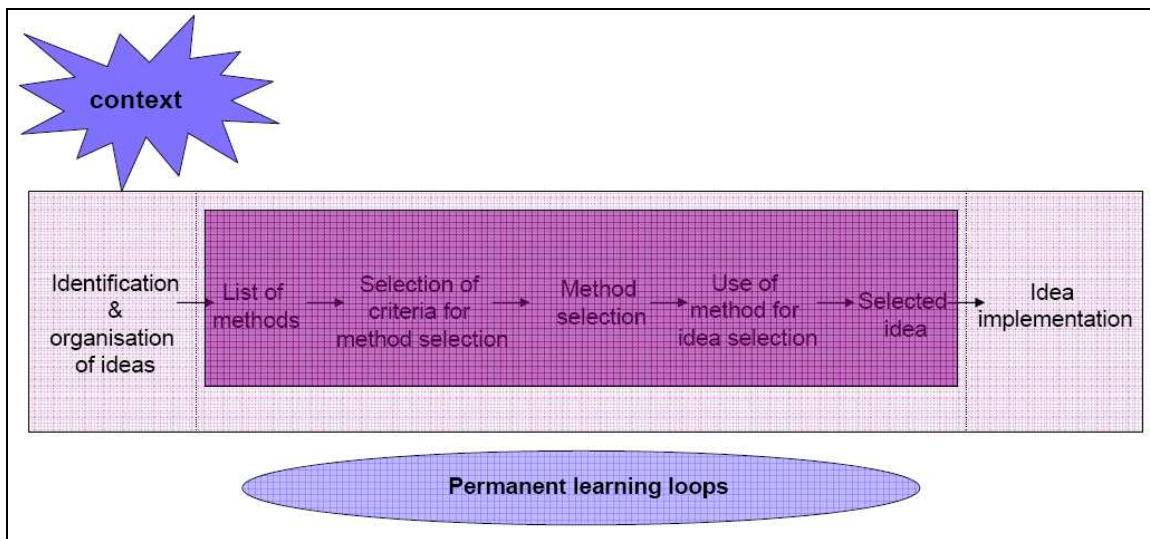 context
Identification
&
organisation
of ideas
List of
methods
Selection of
criteria for
method selection
Method
selection
Use of
method for
idea selection
Selected
idea
Idea
implementation
Permanent learning loops